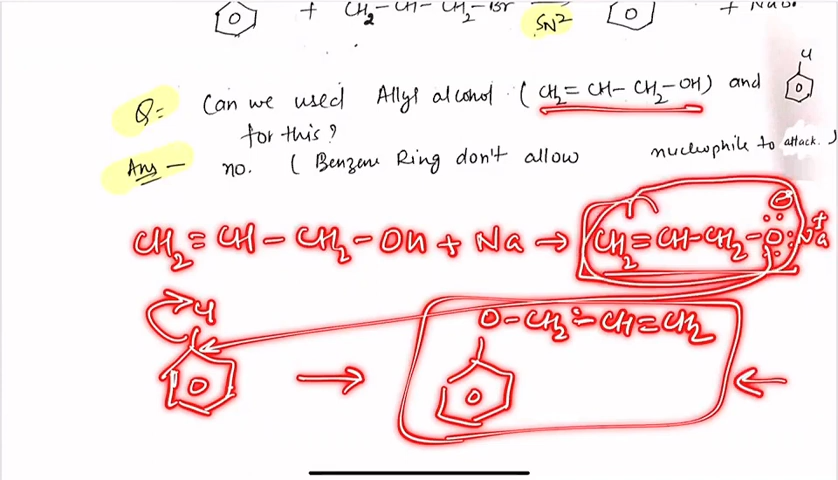 + CH2-CH-CH2-Br SN2 +
Q= Can we used Allyl alcohol (CH2=CH-CH2-OH) and Cl
for this?
Ans- no. (Benzene Ring don't allow nucleophile to attack.)
CH2=CH-CH2-OH+Na→CH2=CH-CH2-O Na+
Cl
O-CH2-CH=CH2